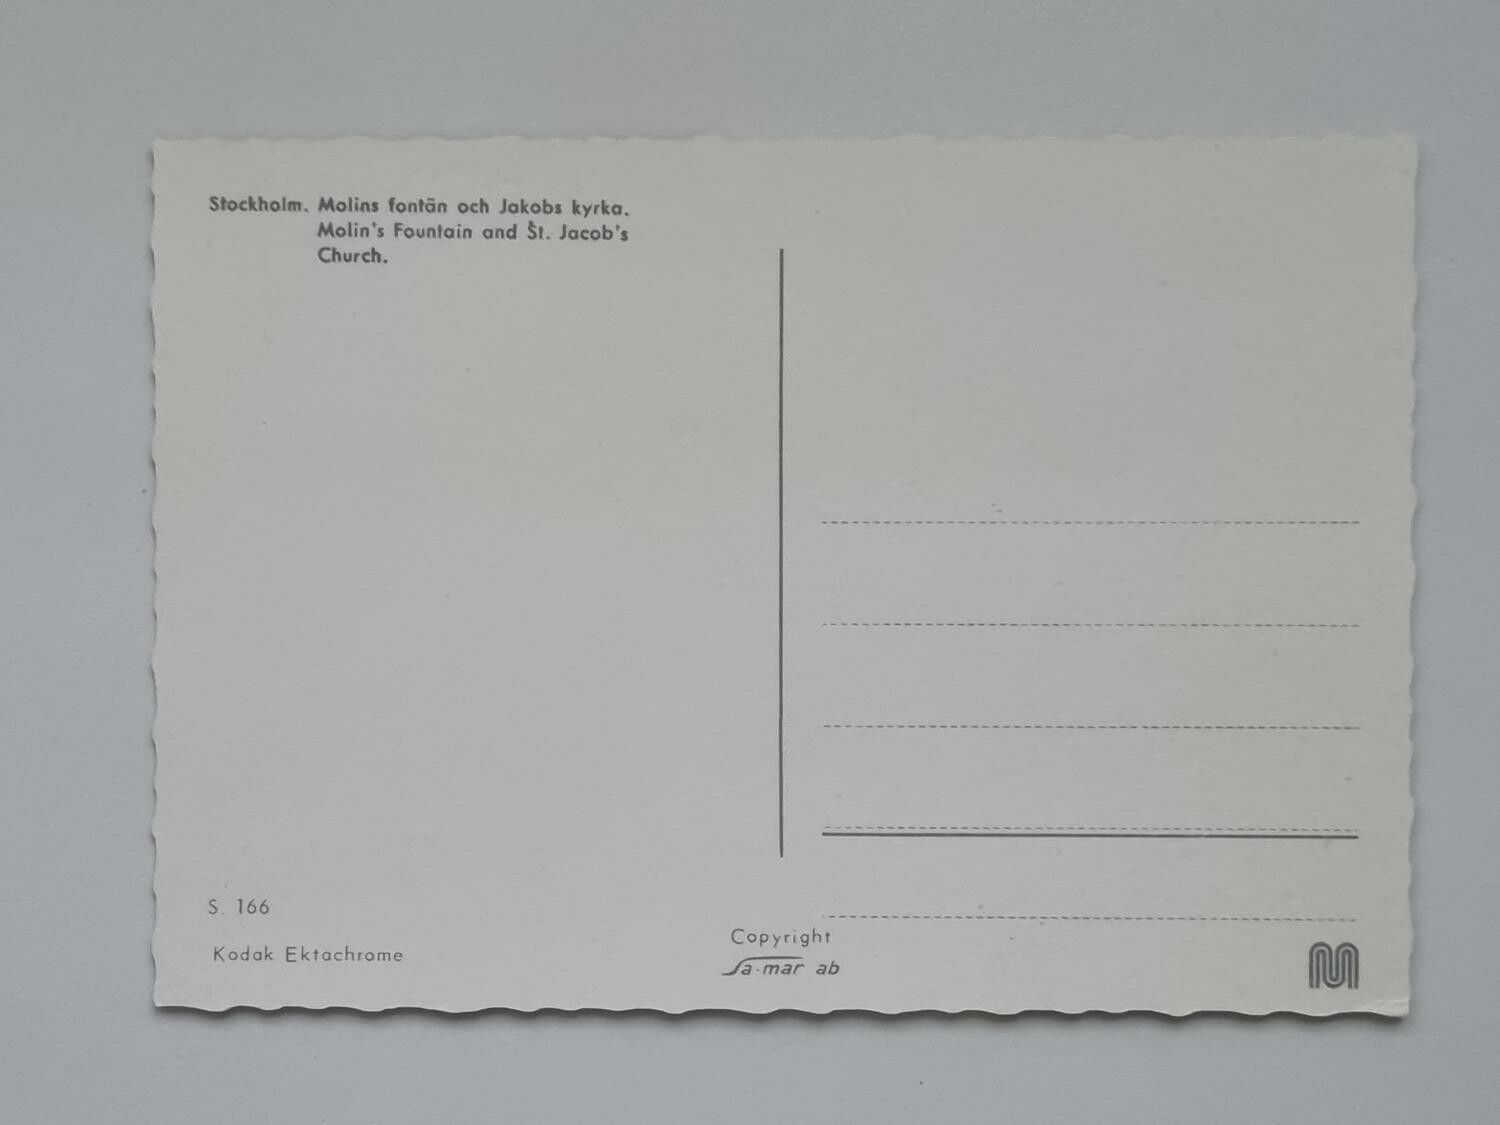 Stockholm. Molins fontän och Jakobs kyrka.
Molin's Fountain and St. Jacob's
Church.
S. 166
Kodak Ektachrome
Copyright
Sa-mar ab
M